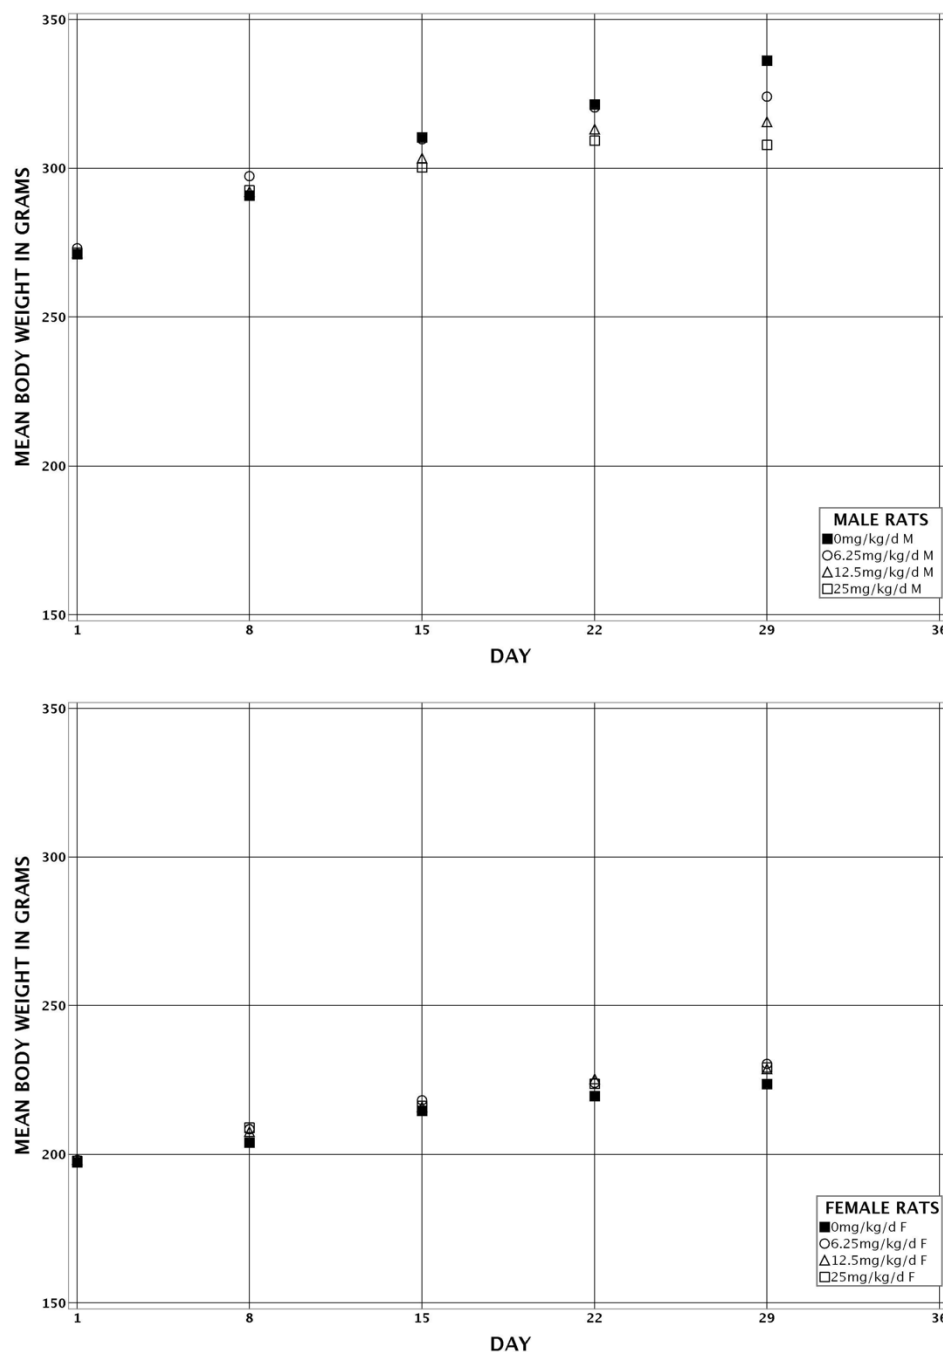 MEAN BODY WEIGHT IN GRAMS
350
300
250
200
150
MALE RATS
0mg/kg/d M
6.25mg/kg/d M
12.5mg/kg/d M
25mg/kg/d M
1 8 15 22 29 36
DAY
MEAN BODY WEIGHT IN GRAMS
350
300
250
200
150
FEMALE RATS
0mg/kg/d F
6.25mg/kg/d F
12.5mg/kg/d F
25mg/kg/d F
1 8 15 22 29 36
DAY